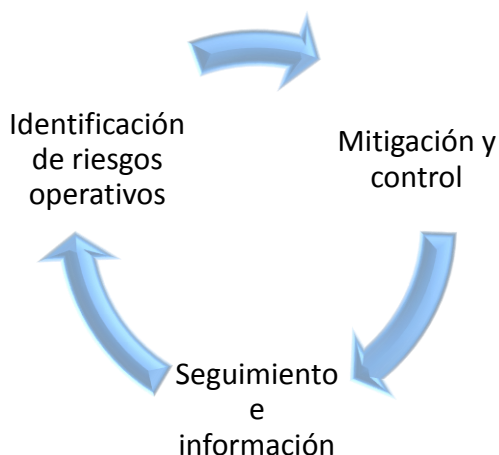 Identificación
de riesgos
operativos
Mitigación y
control
Seguimiento
e
información